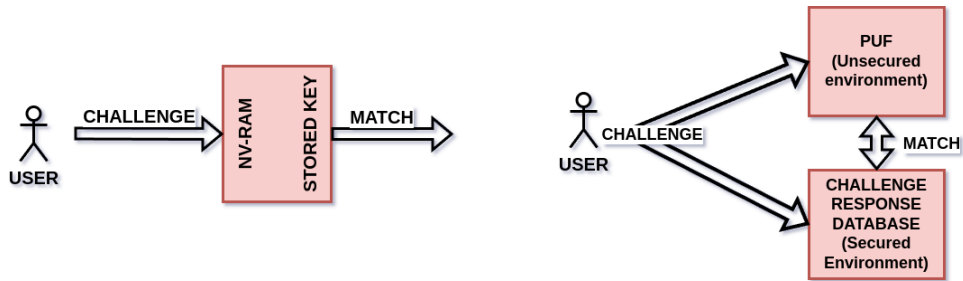 USER
CHALLENGE
NV-RAM
STORED KEY
MATCH
USER
CHALLENGE
PUF
(Unsecured
environment)
MATCH
CHALLENGE
RESPONSE
DATABASE
(Secured
Environment)